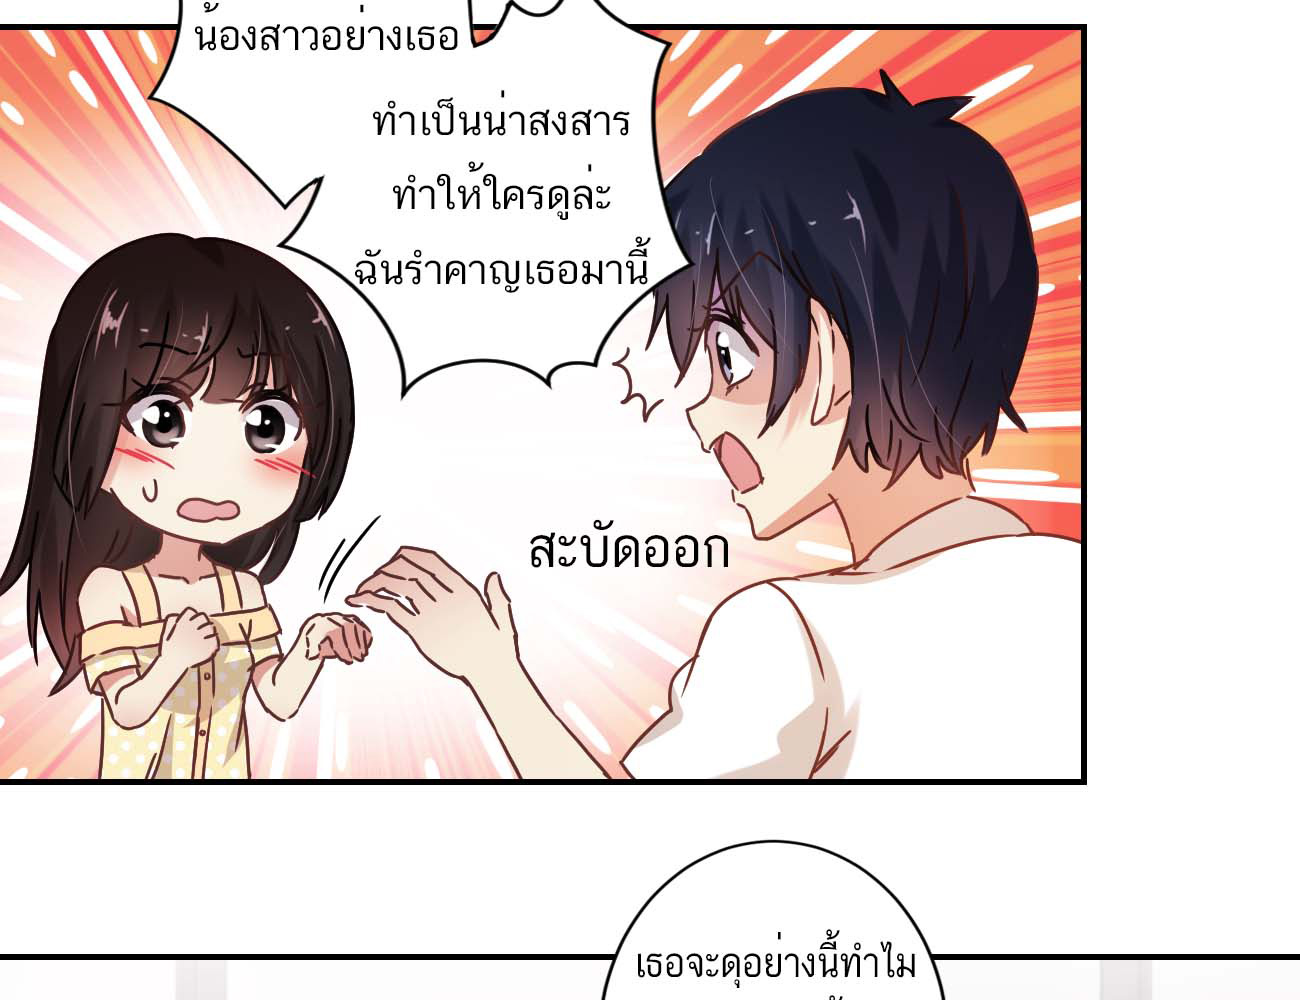 น้องสาวอย่างเธอ
ทำเป็นน่าสงสาร
ทำให้ใครดูล่ะ
ฉันรำคาญเธอมานี้
สะบัดออก
เธอจะดุอย่างนี้ทำไม